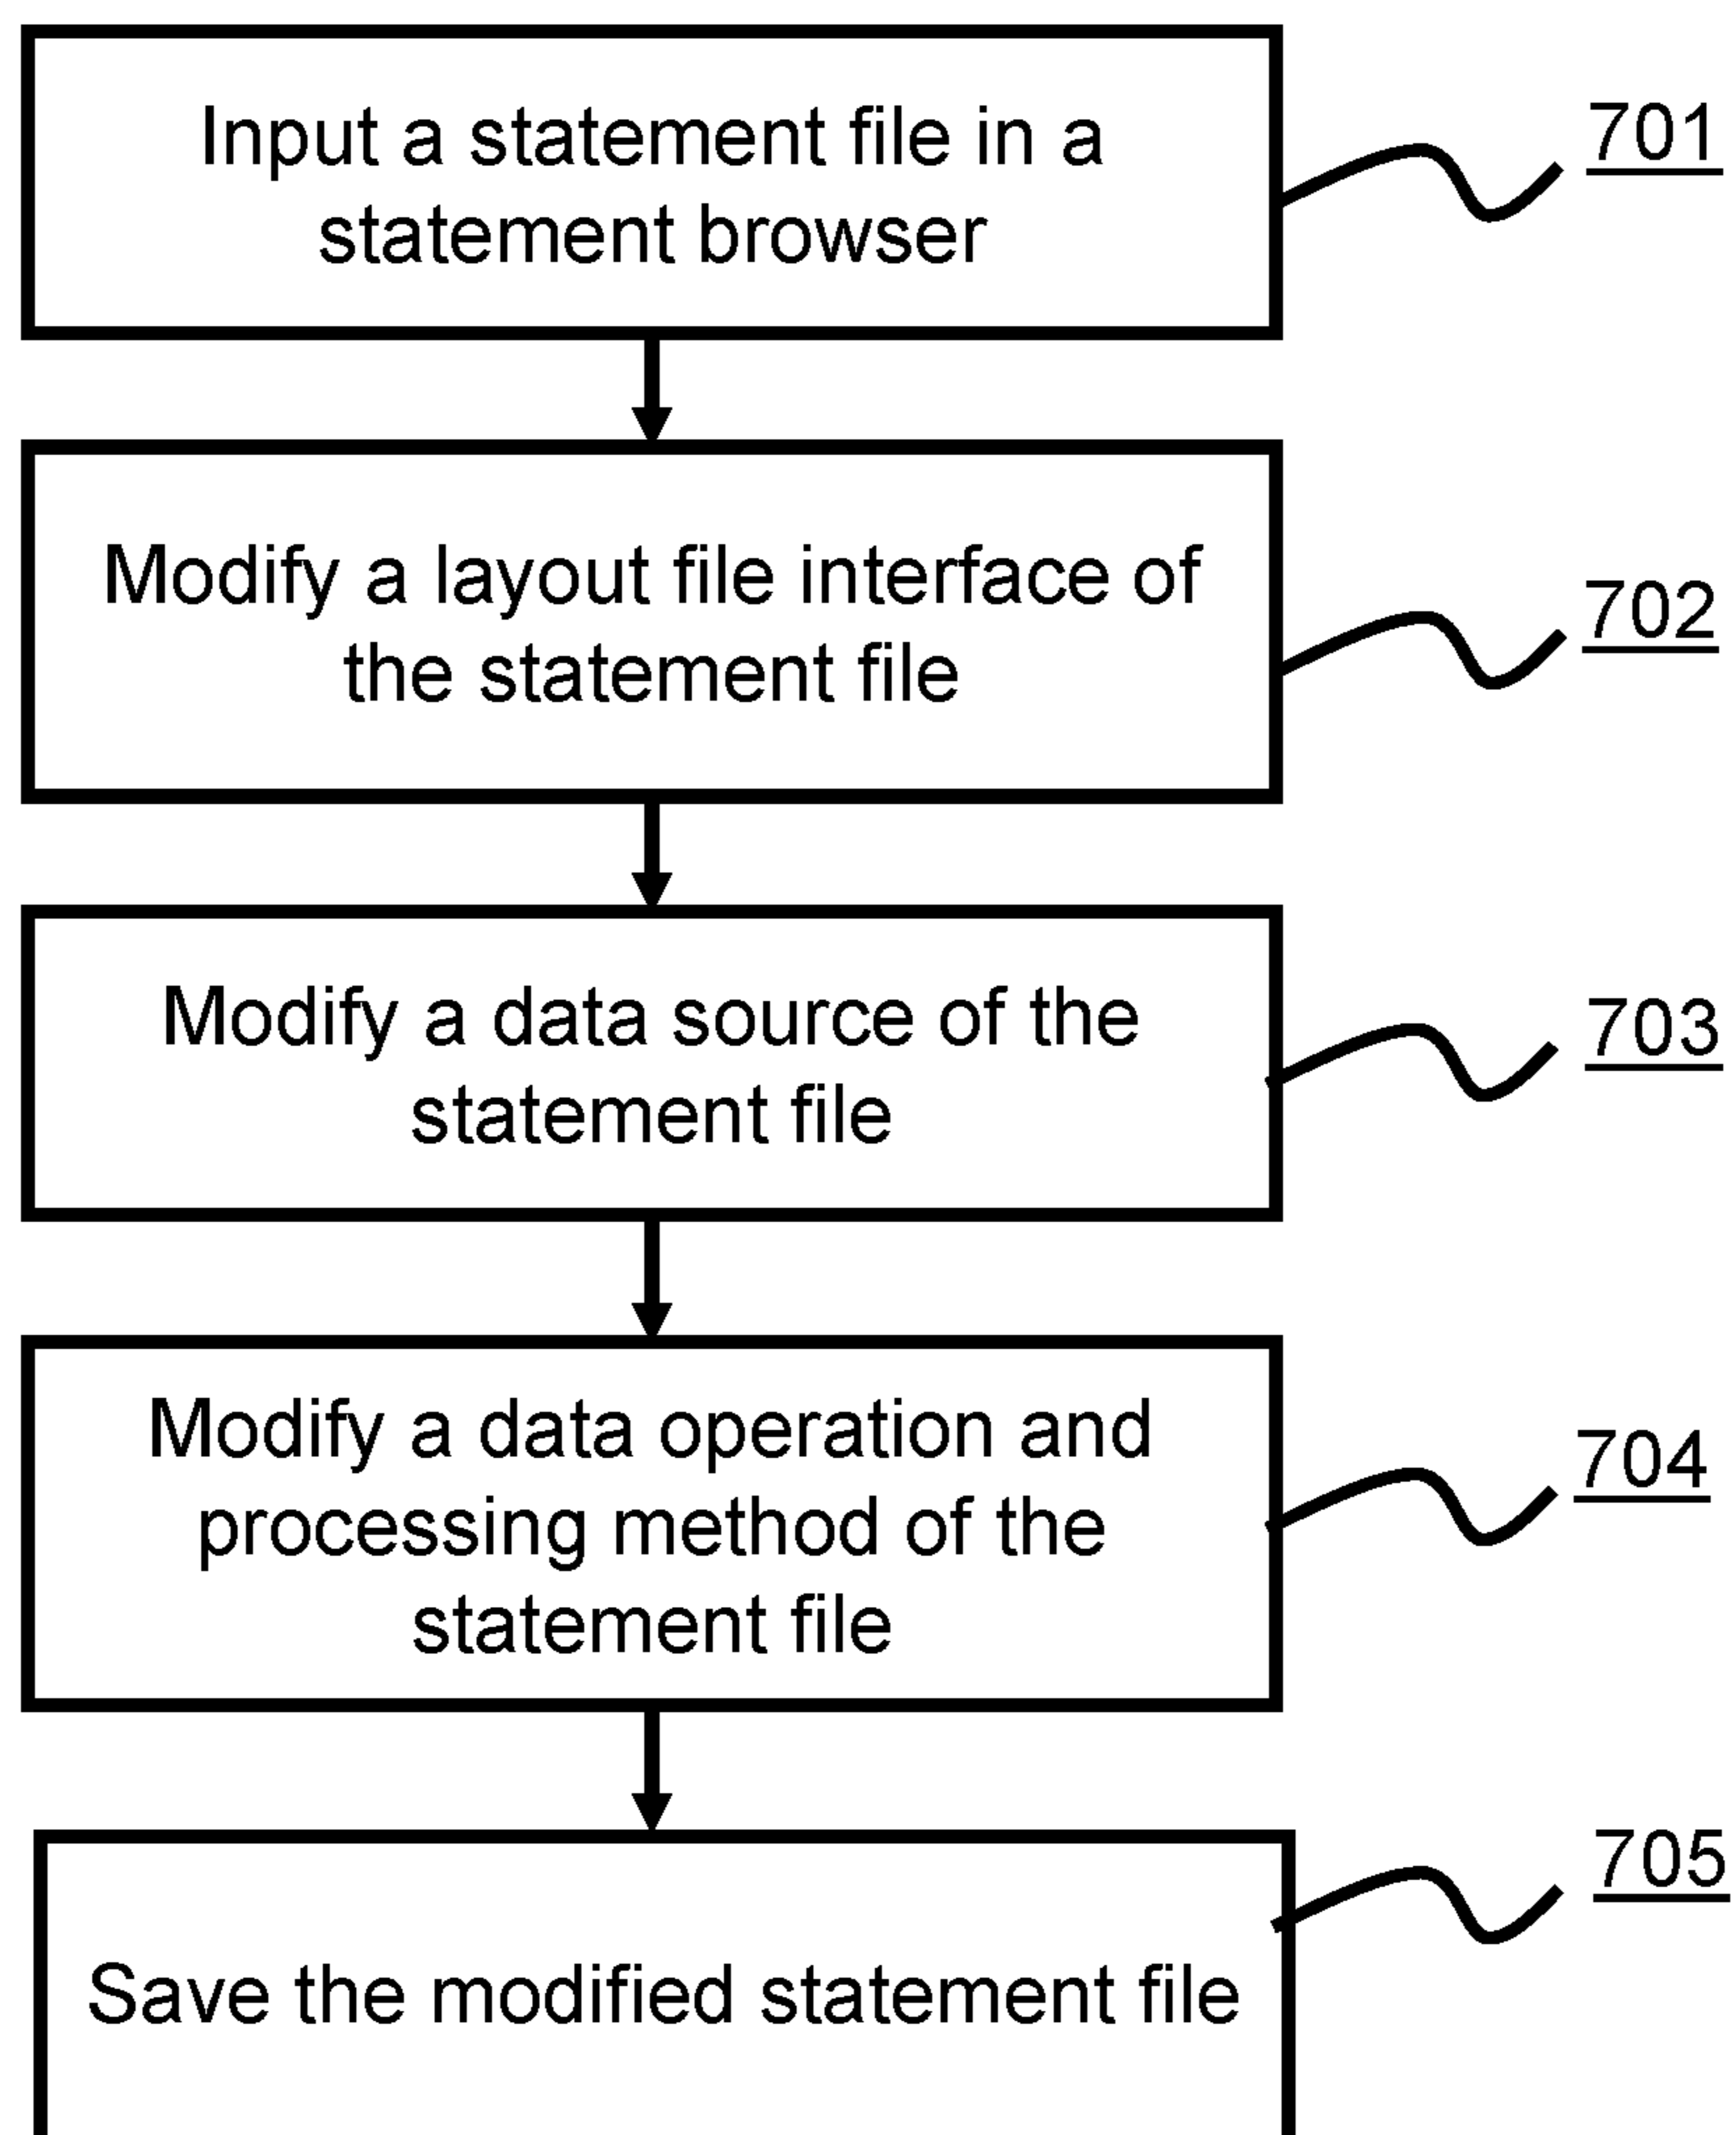 Input a statement file in a
statement browser
701
Modify a layout file interface of
the statement file
702
Modify a data source of the
statement file
703
Modify a data operation and
processing method of the
statement file
704
Save the modified statement file
705